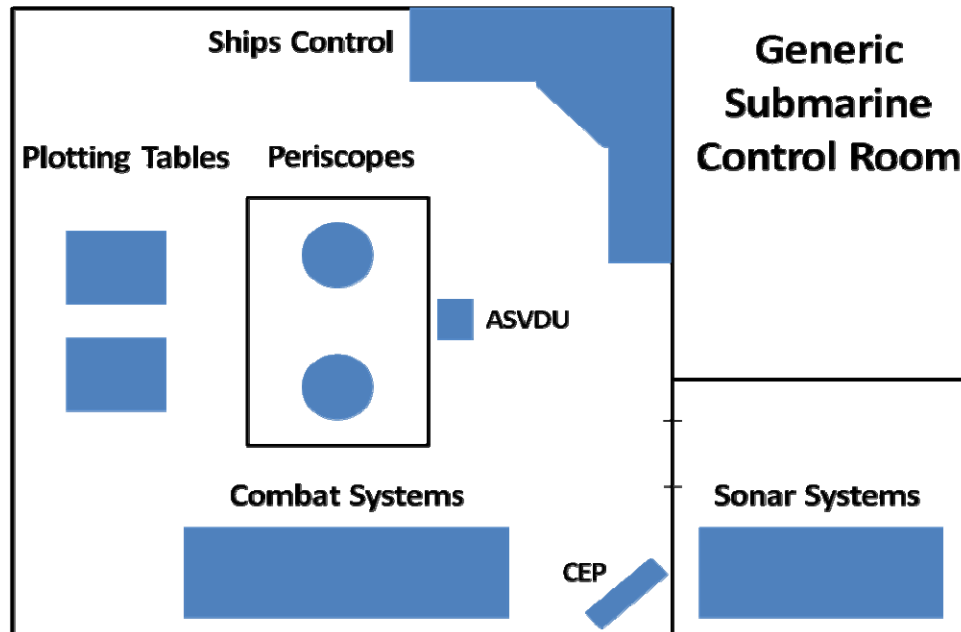 Ships Control
Generic
Submarine
Control Room
Plotting Tables
Periscopes
ASVDU
Combat Systems
Sonar Systems
CEP